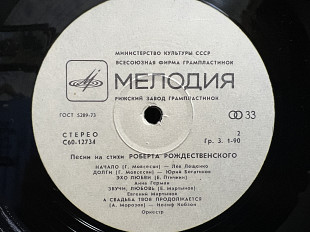 МИНИСТЕРСТВО КУЛЬТУРЫ СССР
ВСЕСОЮЗНАЯ ФИРМА ГРАМПЛАСТИНОК
МЕЛОДИЯ
РИЖСКИЙ ЗАВОД ГРАМПЛАСТИНОК
ГОСТ 5289-73
33
СТЕРЕО
2
С60-12734
Гр. 3. 1-90
Песни на стихи РОБЕРТА РОЖДЕСТВЕНСКОГО
НАЧАЛО (Г. Мовсесян) — Лев Лещенко
ДОЛГИ (Г. Мовсесян) — Юрий Богатиков
ЭХО ЛЮБВИ (Е. Птичкин)
Анна Герман
ЗВУЧИ, ЛЮБОВЬ (Е. Мартынов)
Евгений Мартынов
А СВАДЬБА ТВОЯ ПРОДОЛЖАЕТСЯ
(А. Морозов) — Иосиф Кобзон
Оркестр